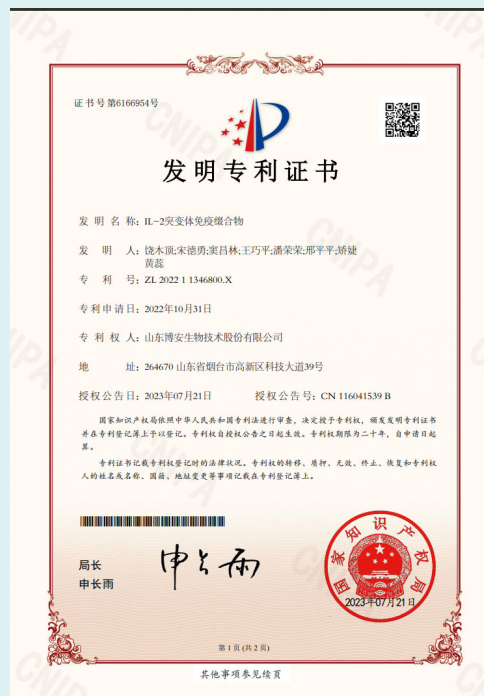 证书号第6166954号
发明专利证书
发 明 名 称: IL-2突变体免疫缀合物
发 明 人: 饶木顶;宋德勇;窦昌林;王巧平;潘荣荣;邢平平;矫婕
黄蕊
专 利 号: ZL 2022 1 1346800.X
专利申请日: 2022年10月31日
专 利 权 人: 山东博安生物技术股份有限公司
地 址: 264670 山东省烟台市高新区科技大道39号
授权公告日: 2023年07月21日 授权公告号: CN 116041539 B
国家知识产权局依照中华人民共和国专利法进行审查,决定授予专利权,颁发发明专利证书
并在专利登记簿上予以登记。专利权自授权公告之日起生效。专利权期限为二十年,自申请日起
算。
专利证书记载专利权登记时的法律状况。专利权的转移、质押、无效、终止、恢复和专利权
人的姓名或名称、国籍、地址变更等事项记载在专利登记簿上。
局长
申长雨
申长雨
国家知识产权局
2023年07月21日
第 1 页 (共 2 页)
其他事项参见续页
CNIPA